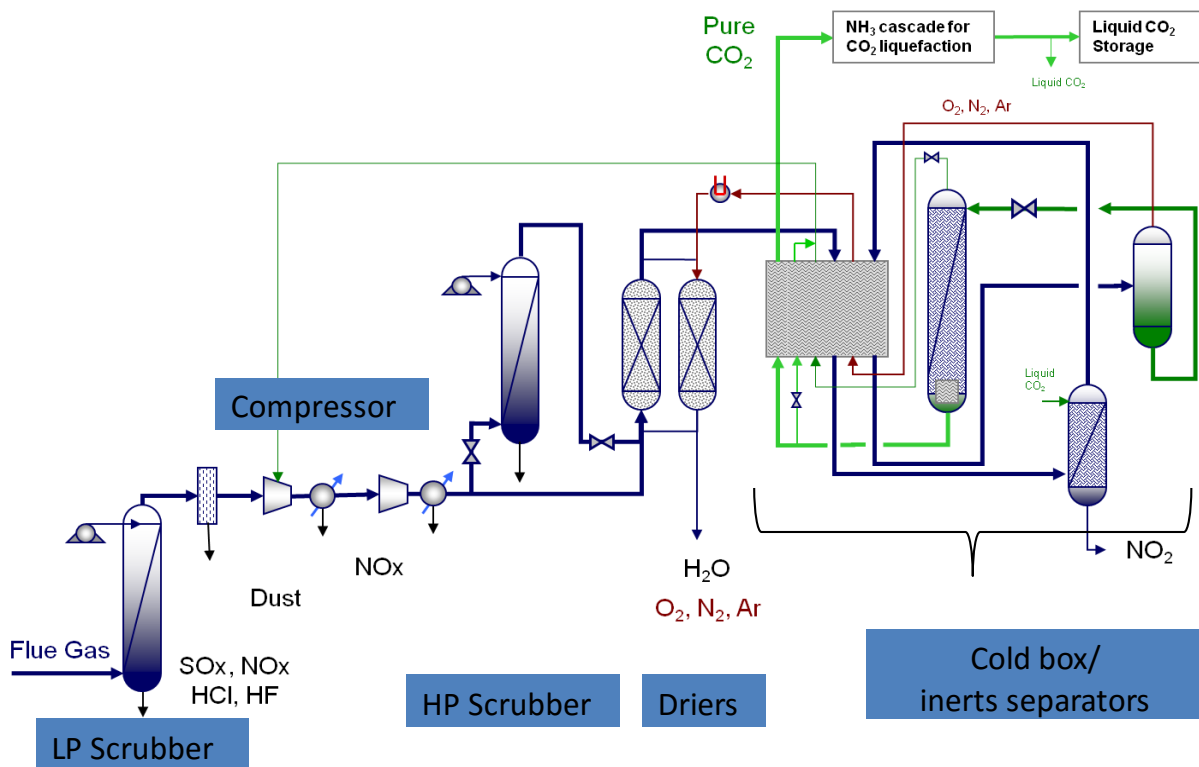 Pure
CO₂
NH₃ cascade for
CO₂ liquefaction
Liquid CO₂
Storage
Liquid CO₂
O₂, N₂, Ar
Liquid
CO₂
Compressor
NOx
Dust
H₂O
O₂, N₂, Ar
NO₂
Flue Gas
SOx, NOx
HCl, HF
LP Scrubber
HP Scrubber
Driers
Cold box/
inerts separators